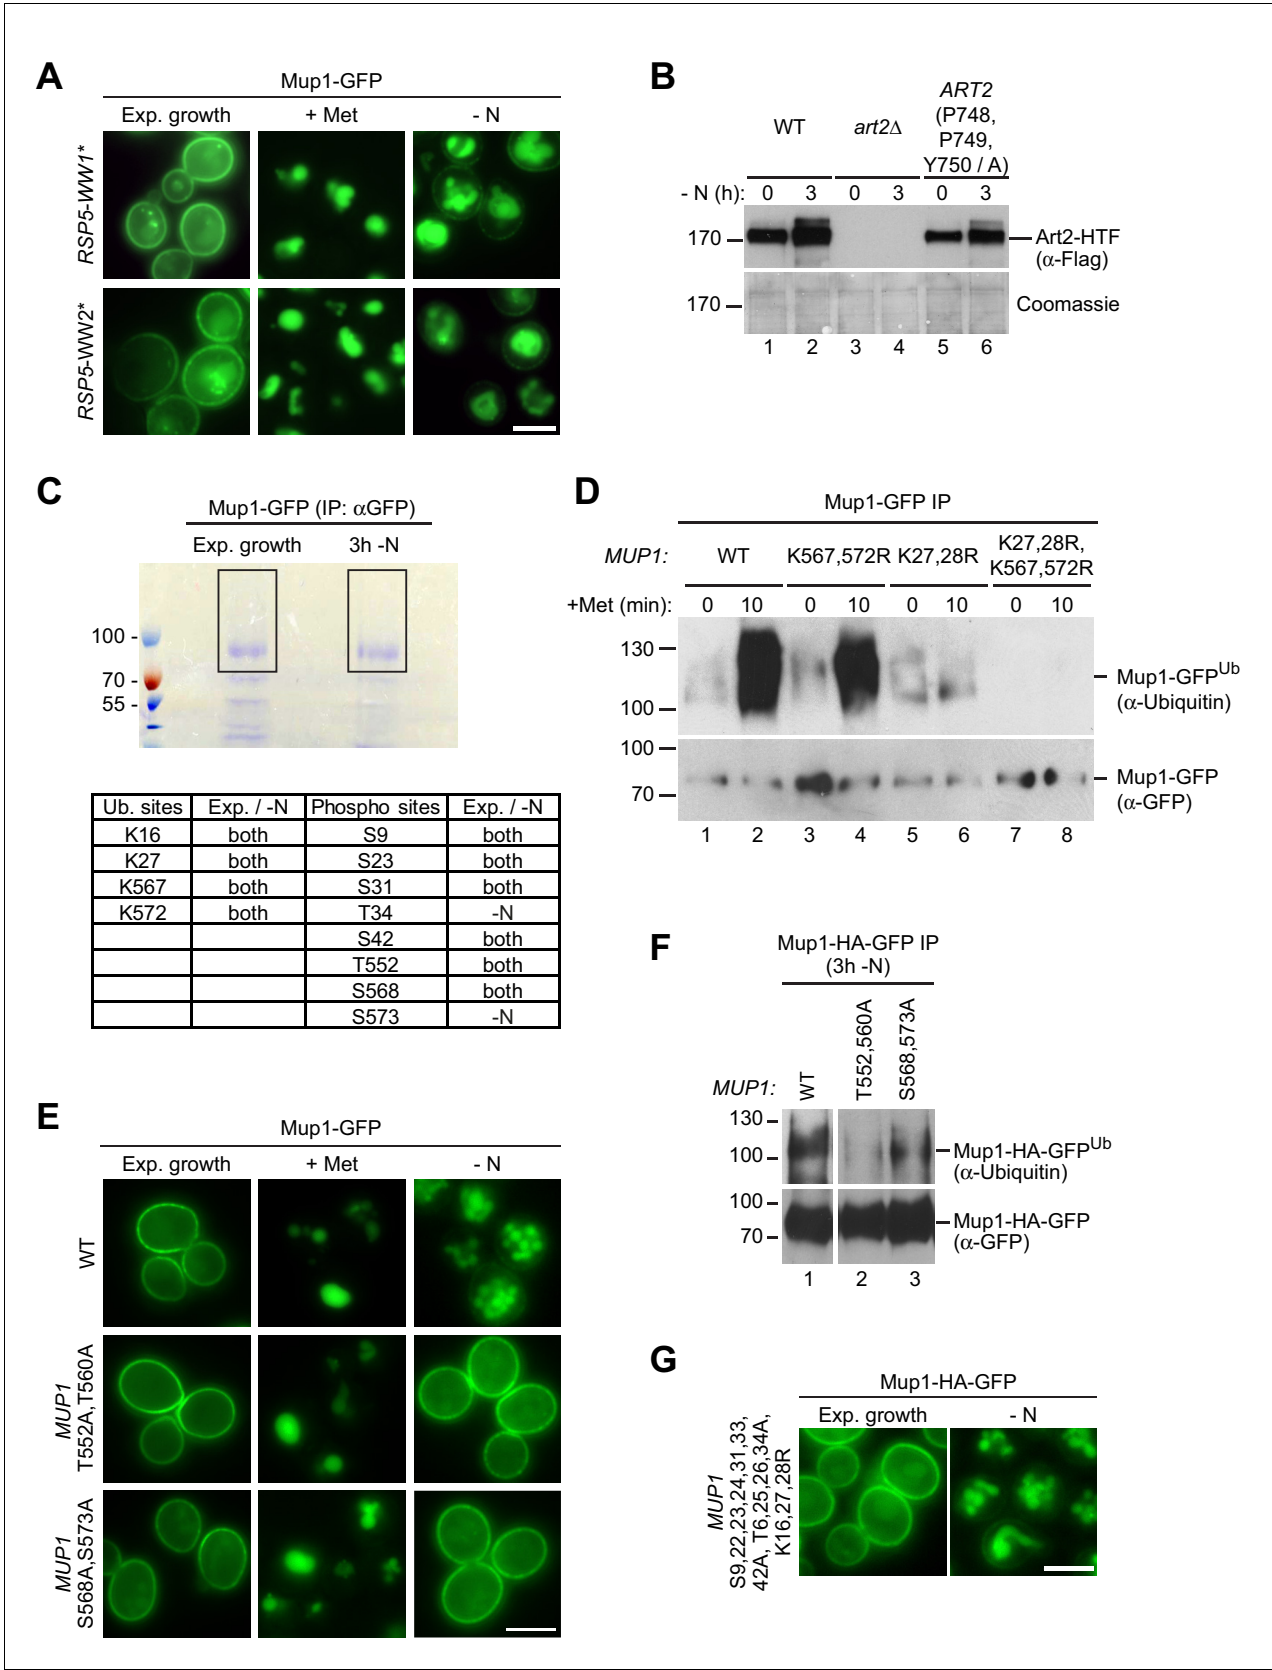 A
Mup1-GFP
Exp. growth + Met - N
RSP5-WW1*
RSP5-WW2*
B
WT art2Δ ART2
(P748,
P749,
Y750 / A)
- N (h): 0 3 0 3 0 3
170
Art2-HTF
(α-Flag)
170
Coomassie
1 2 3 4 5 6
C
Mup1-GFP (IP: αGFP)
Exp. growth 3h -N
100 -
70 -
55 -
Ub. sites Exp. / -N Phospho sites Exp. / -N
K16 both S9 both
K27 both S23 both
K567 both S31 both
K572 both T34 -N
S42 both
T552 both
S568 both
S573 -N
D
Mup1-GFP IP
MUP1: WT K567,572R K27,28R K27,28R,
K567,572R
+Met (min): 0 10 0 10 0 10 0 10
130
100
Mup1-GFPUb
(α-Ubiquitin)
100
70
Mup1-GFP
(α-GFP)
1 2 3 4 5 6 7 8
E
Mup1-GFP
Exp. growth + Met - N
WT
MUP1
T552A,T560A
MUP1
S568A,S573A
F
Mup1-HA-GFP IP
(3h -N)
MUP1: WT T552,560A S568,573A
130
100
Mup1-HA-GFPUb
(α-Ubiquitin)
100
70
Mup1-HA-GFP
(α-GFP)
1 2 3
G
Mup1-HA-GFP
Exp. growth - N
MUP1
S9,22,23,24,31,33,
42A, T6,25,26,34A,
K16,27,28R